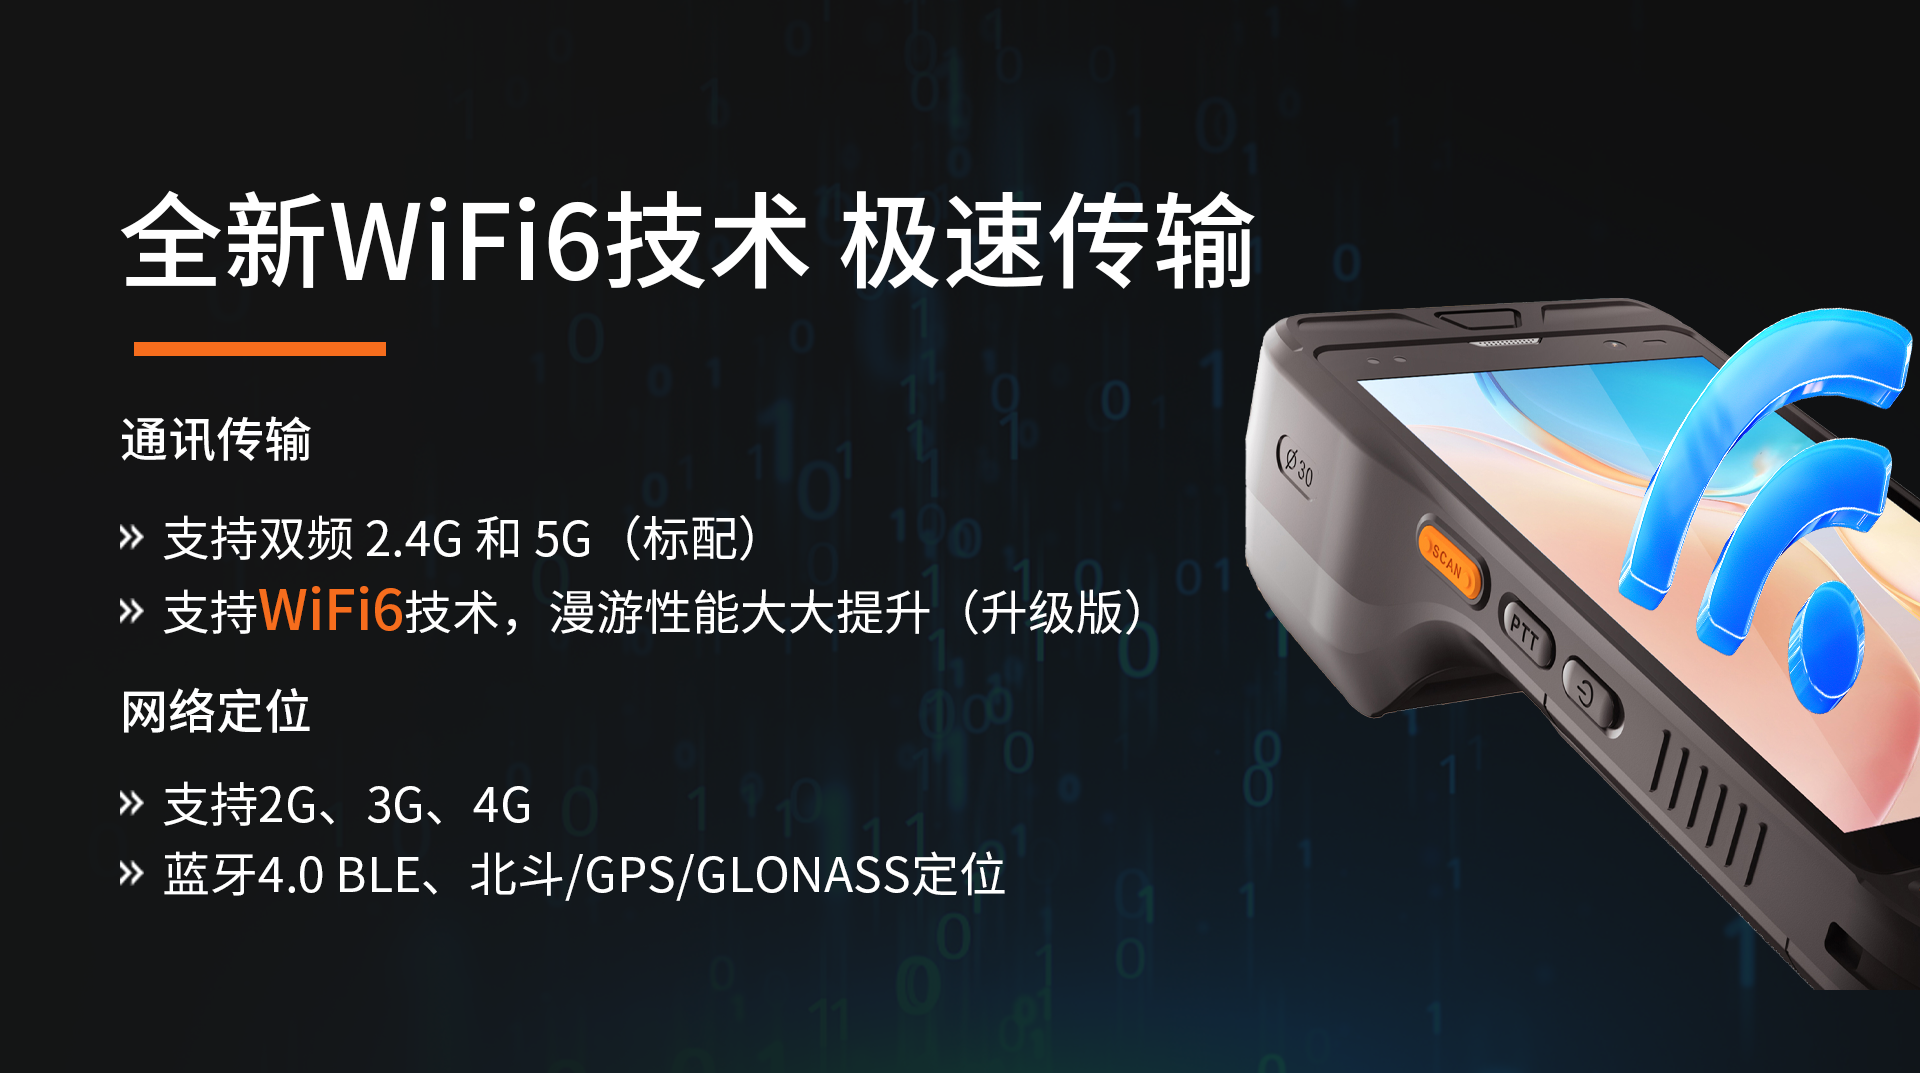 全新WiFi6技术 极速传输
通讯传输
支持双频 2.4G 和 5G（标配）
支持WiFi6技术，漫游性能大大提升（升级版）
网络定位
支持2G、3G、4G
蓝牙4.0 BLE、北斗/GPS/GLONASS定位
Ø30
SCAN
PTT